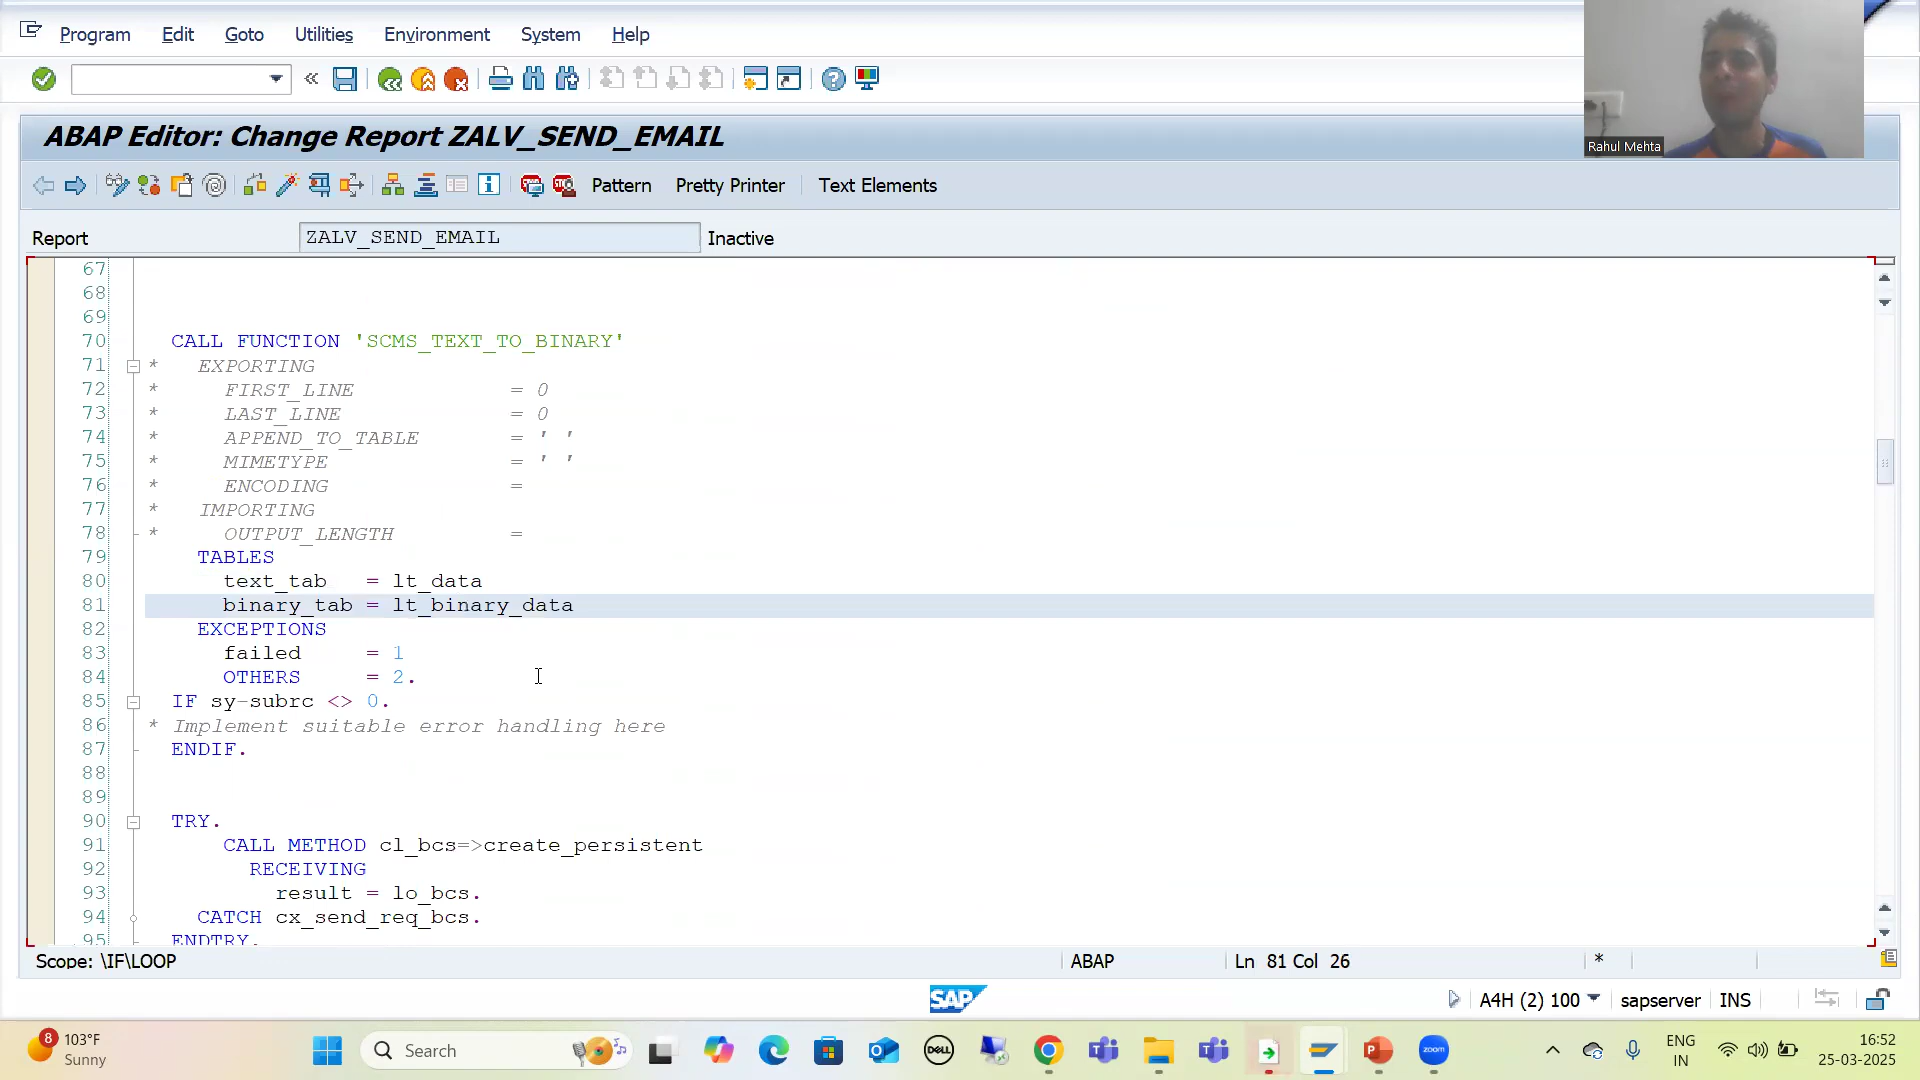 Program Edit Goto Utilities Environment System Help
Rahul Mehta
ABAP Editor: Change Report ZALV_SEND_EMAIL
Pattern Pretty Printer Text Elements
Report ZALV_SEND_EMAIL Inactive
67
68
69
70 CALL FUNCTION 'SCMS_TEXT_TO_BINARY'
71 * EXPORTING
72 * FIRST_LINE = 0
73 * LAST_LINE = 0
74 * APPEND_TO_TABLE = ' '
75 * MIMETYPE = ' '
76 * ENCODING =
77 * IMPORTING
78 * OUTPUT_LENGTH =
79 TABLES
80 text_tab = lt_data
81 binary_tab = lt_binary_data
82 EXCEPTIONS
83 failed = 1
84 OTHERS = 2.
85 IF sy-subrc <> 0.
86 * Implement suitable error handling here
87 ENDIF.
88
89
90 TRY.
91 CALL METHOD cl_bcs=>create_persistent
92 RECEIVING
93 result = lo_bcs.
94 CATCH cx_send_req_bcs.
95 ENDTRY.
Scope: \IF\LOOP ABAP Ln 81 Col 26 *
SAP A4H (2) 100 sapserver INS
8 103°F
Sunny
Search
DELL
zoom
ENG
IN
16:52
25-03-2025